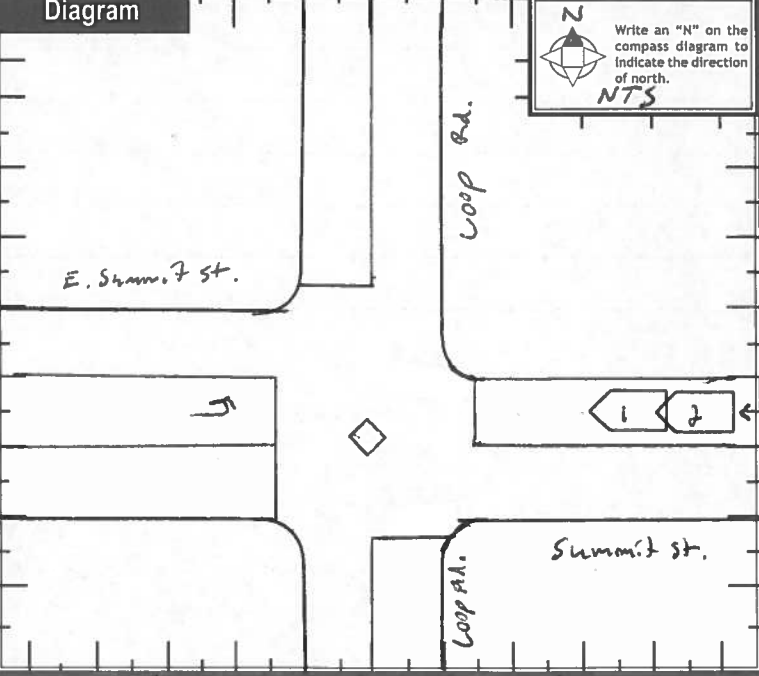 Diagram
N
Write an "N" on the
compass diagram to
indicate the direction
of north.
NTS
Loop Rd.
E. Summit St.
1
2
Summit St.
Loop Rd.